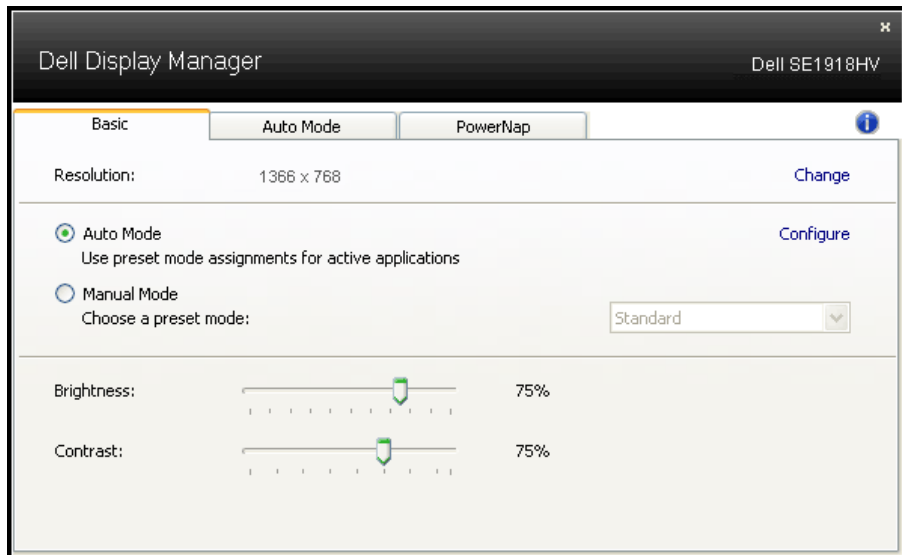 x
Dell Display Manager
Dell SE1918HV
Basic
Auto Mode
PowerNap
i
Resolution:
1366 x 768
Change
Auto Mode
Configure
Use preset mode assignments for active applications
Manual Mode
Choose a preset mode:
Standard
Brightness:
75%
Contrast:
75%